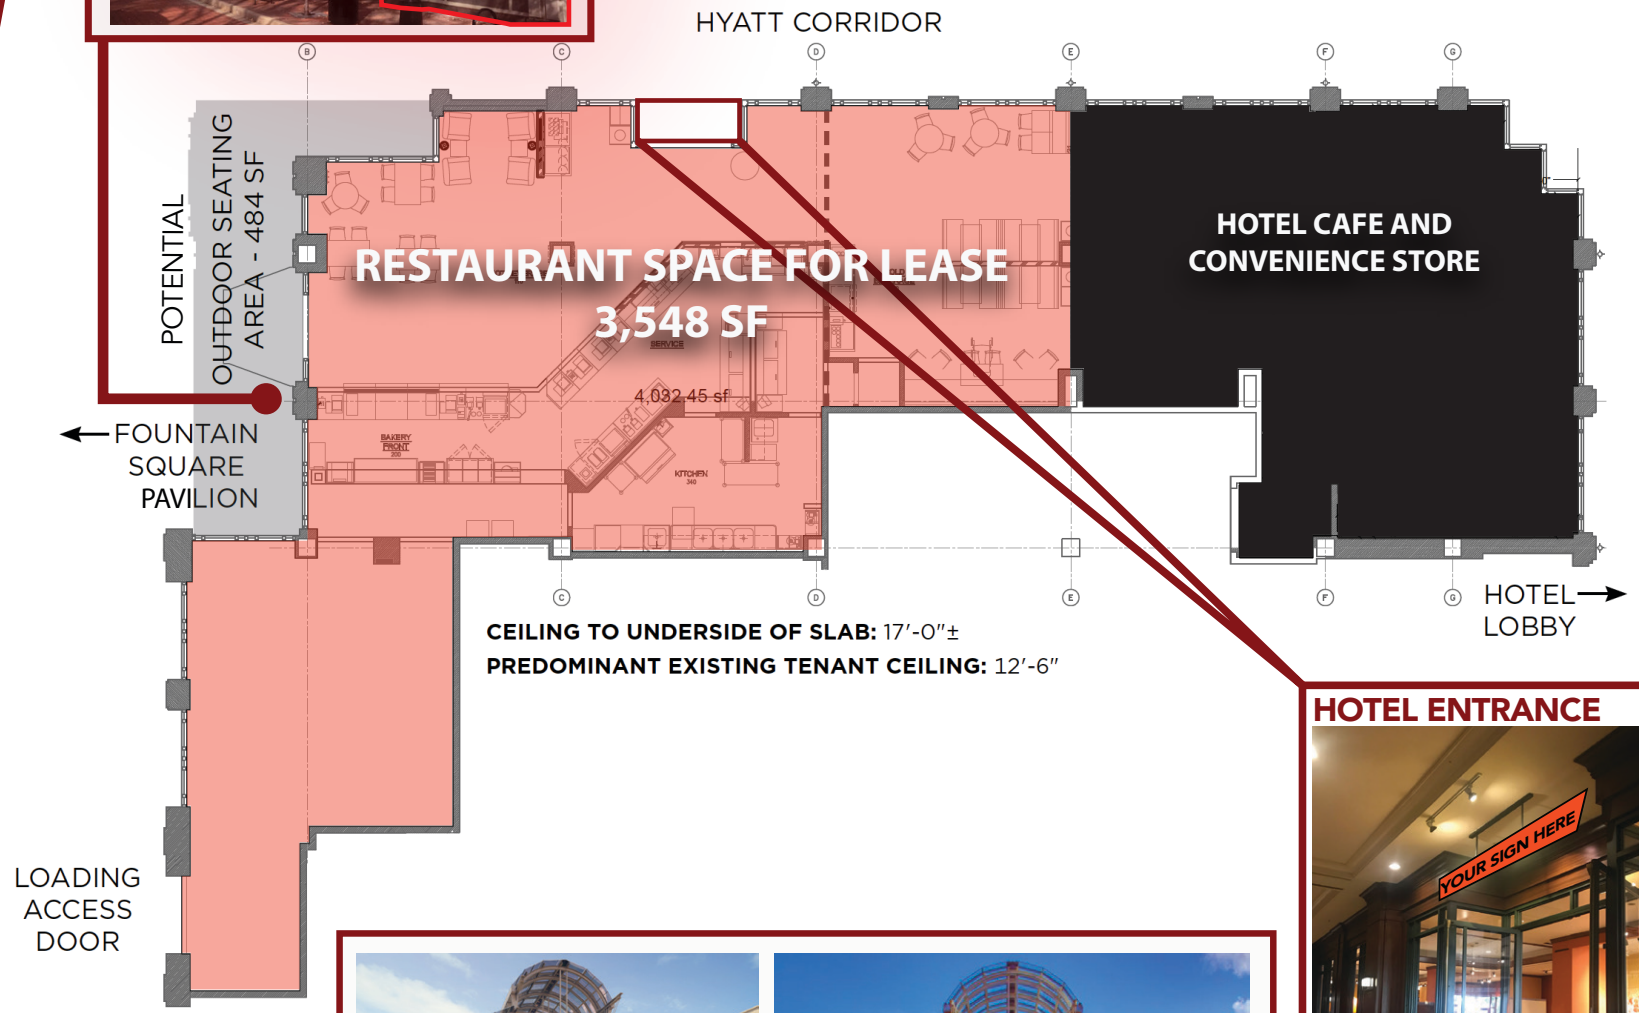 HYATT CORRIDOR
B
C
D
E
F
G
POTENTIAL
OUTDOOR SEATING
AREA - 484 SF
RESTAURANT SPACE FOR LEASE
3,548 SF
HOTEL CAFE AND
CONVENIENCE STORE
SERVICE
4,032.45 sf
BAKERY
FRONT
200
KITCHEN
340
FOUNTAIN
SQUARE
PAVILION
C
D
E
F
G
HOTEL
LOBBY
CEILING TO UNDERSIDE OF SLAB: 17'-0"±
PREDOMINANT EXISTING TENANT CEILING: 12'-6"
HOTEL ENTRANCE
YOUR SIGN HERE
LOADING
ACCESS
DOOR